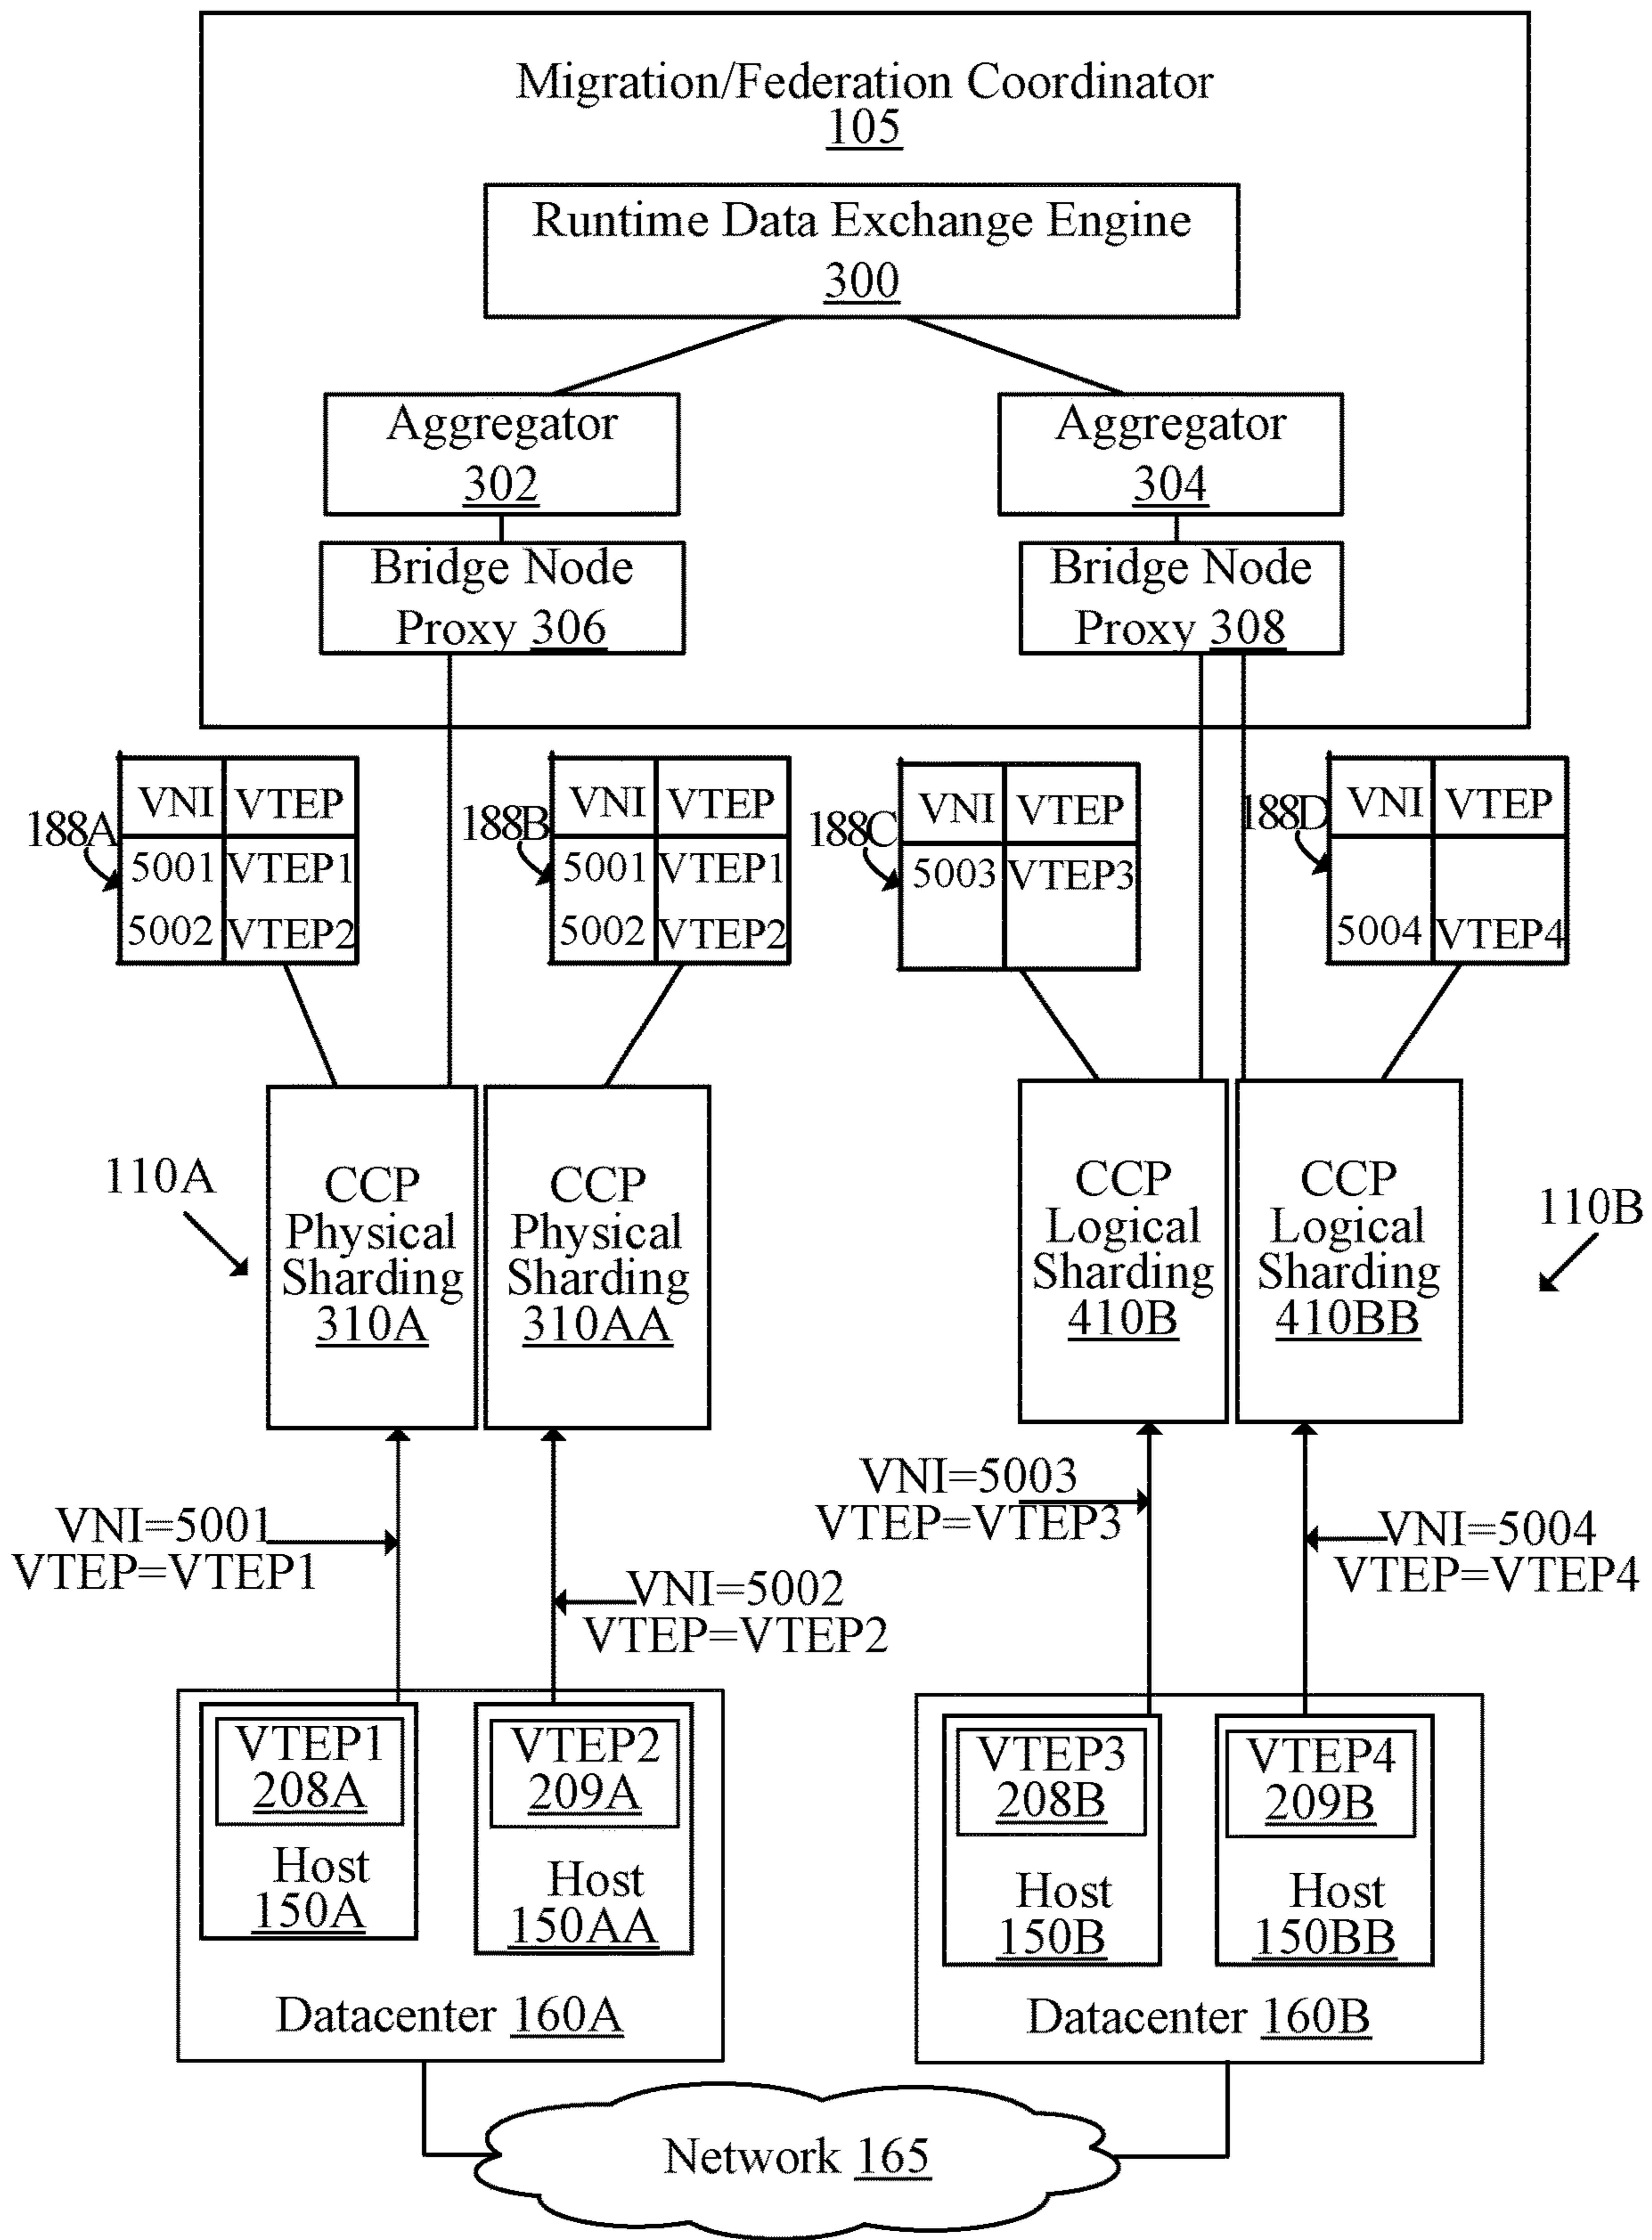 Migration/Federation Coordinator
105
Runtime Data Exchange Engine
300
Aggregator
302
Aggregator
304
Bridge Node
Proxy 306
Bridge Node
Proxy 308
188A
VNI VTEP
5001 VTEP1
5002 VTEP2
188B
VNI VTEP
5001 VTEP1
5002 VTEP2
188C
VNI VTEP
5003 VTEP3
188D
VNI VTEP
5004 VTEP4
110A
CCP
Physical
Sharding
310A
CCP
Physical
Sharding
310AA
CCP
Logical
Sharding
410B
CCP
Logical
Sharding
410BB
110B
VNI=5001
VTEP=VTEP1
VNI=5002
VTEP=VTEP2
VNI=5003
VTEP=VTEP3
VNI=5004
VTEP=VTEP4
VTEP1
208A
Host
150A
VTEP2
209A
Host
150AA
Datacenter 160A
VTEP3
208B
Host
150B
VTEP4
209B
Host
150BB
Datacenter 160B
Network 165